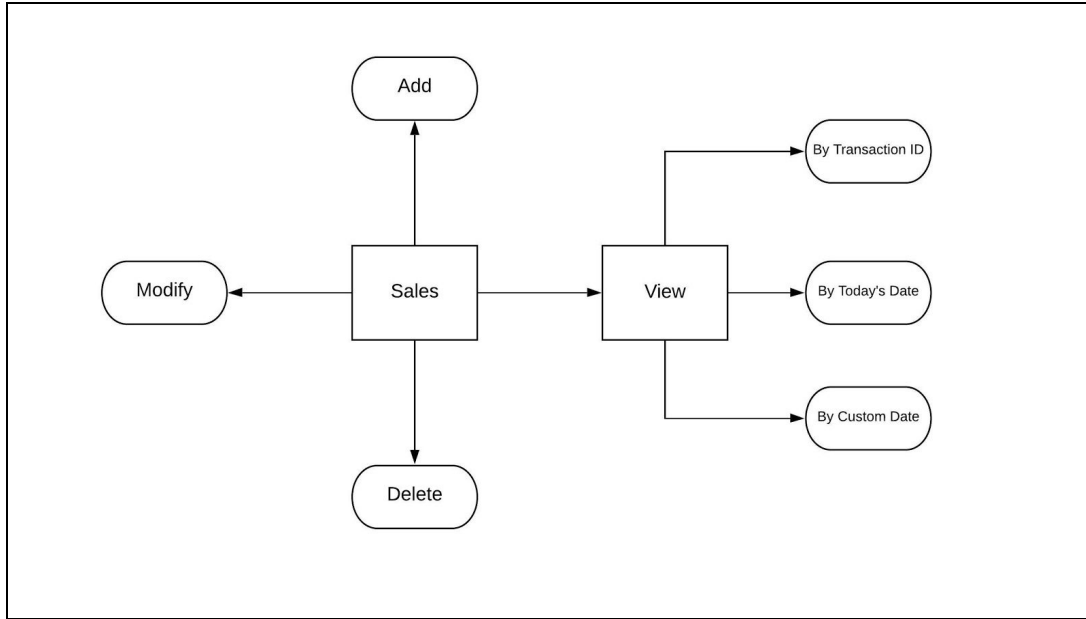 Add
By Transaction ID
Modify
Sales
View
By Today's Date
By Custom Date
Delete